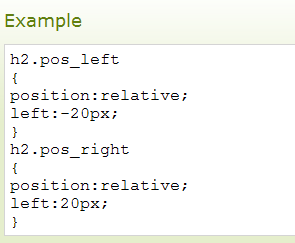 Example
h2.pos_left
{
position:relative;
left:-20px;
}
h2.pos_right
{
position:relative;
left:20px;
}